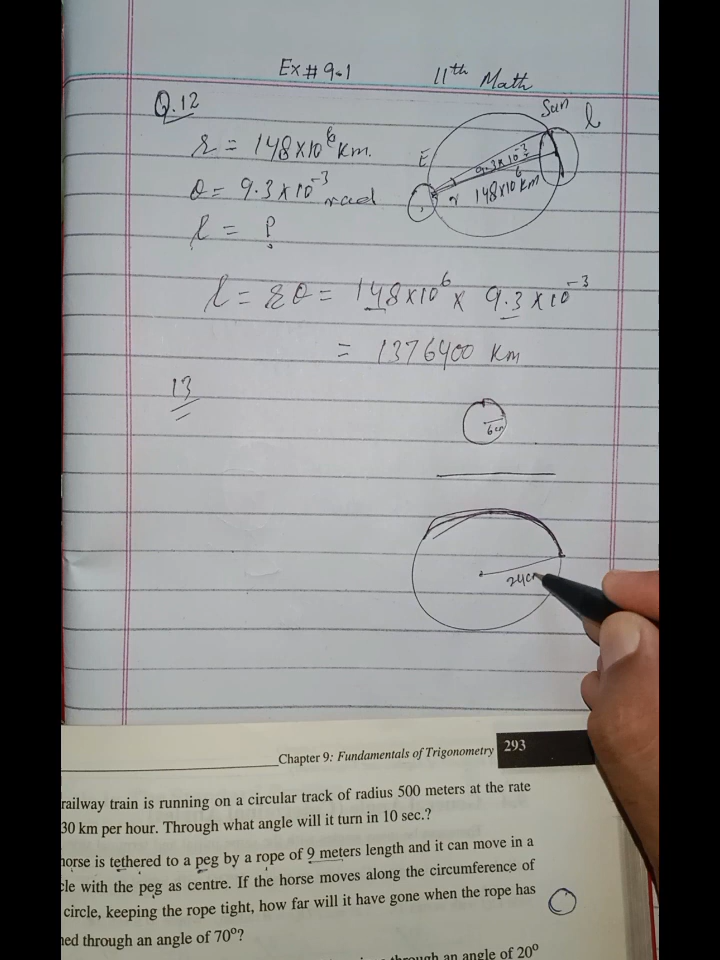 Ex # 9.1 11th Math
Q.12
Sun l
r = 148×10⁶ km.
E 9.3×10⁻³
θ = 9.3×10⁻³ rad
r 148×10⁶ km
l = ?
l = rθ = 148×10⁶ × 9.3×10⁻³
= 1376400 km
13
6cm
24cm
Chapter 9: Fundamentals of Trigonometry 293
railway train is running on a circular track of radius 500 meters at the rate
30 km per hour. Through what angle will it turn in 10 sec.?
horse is tethered to a peg by a rope of 9 meters length and it can move in a
cle with the peg as centre. If the horse moves along the circumference of
circle, keeping the rope tight, how far will it have gone when the rope has
ned through an angle of 70°?
through an angle of 20°